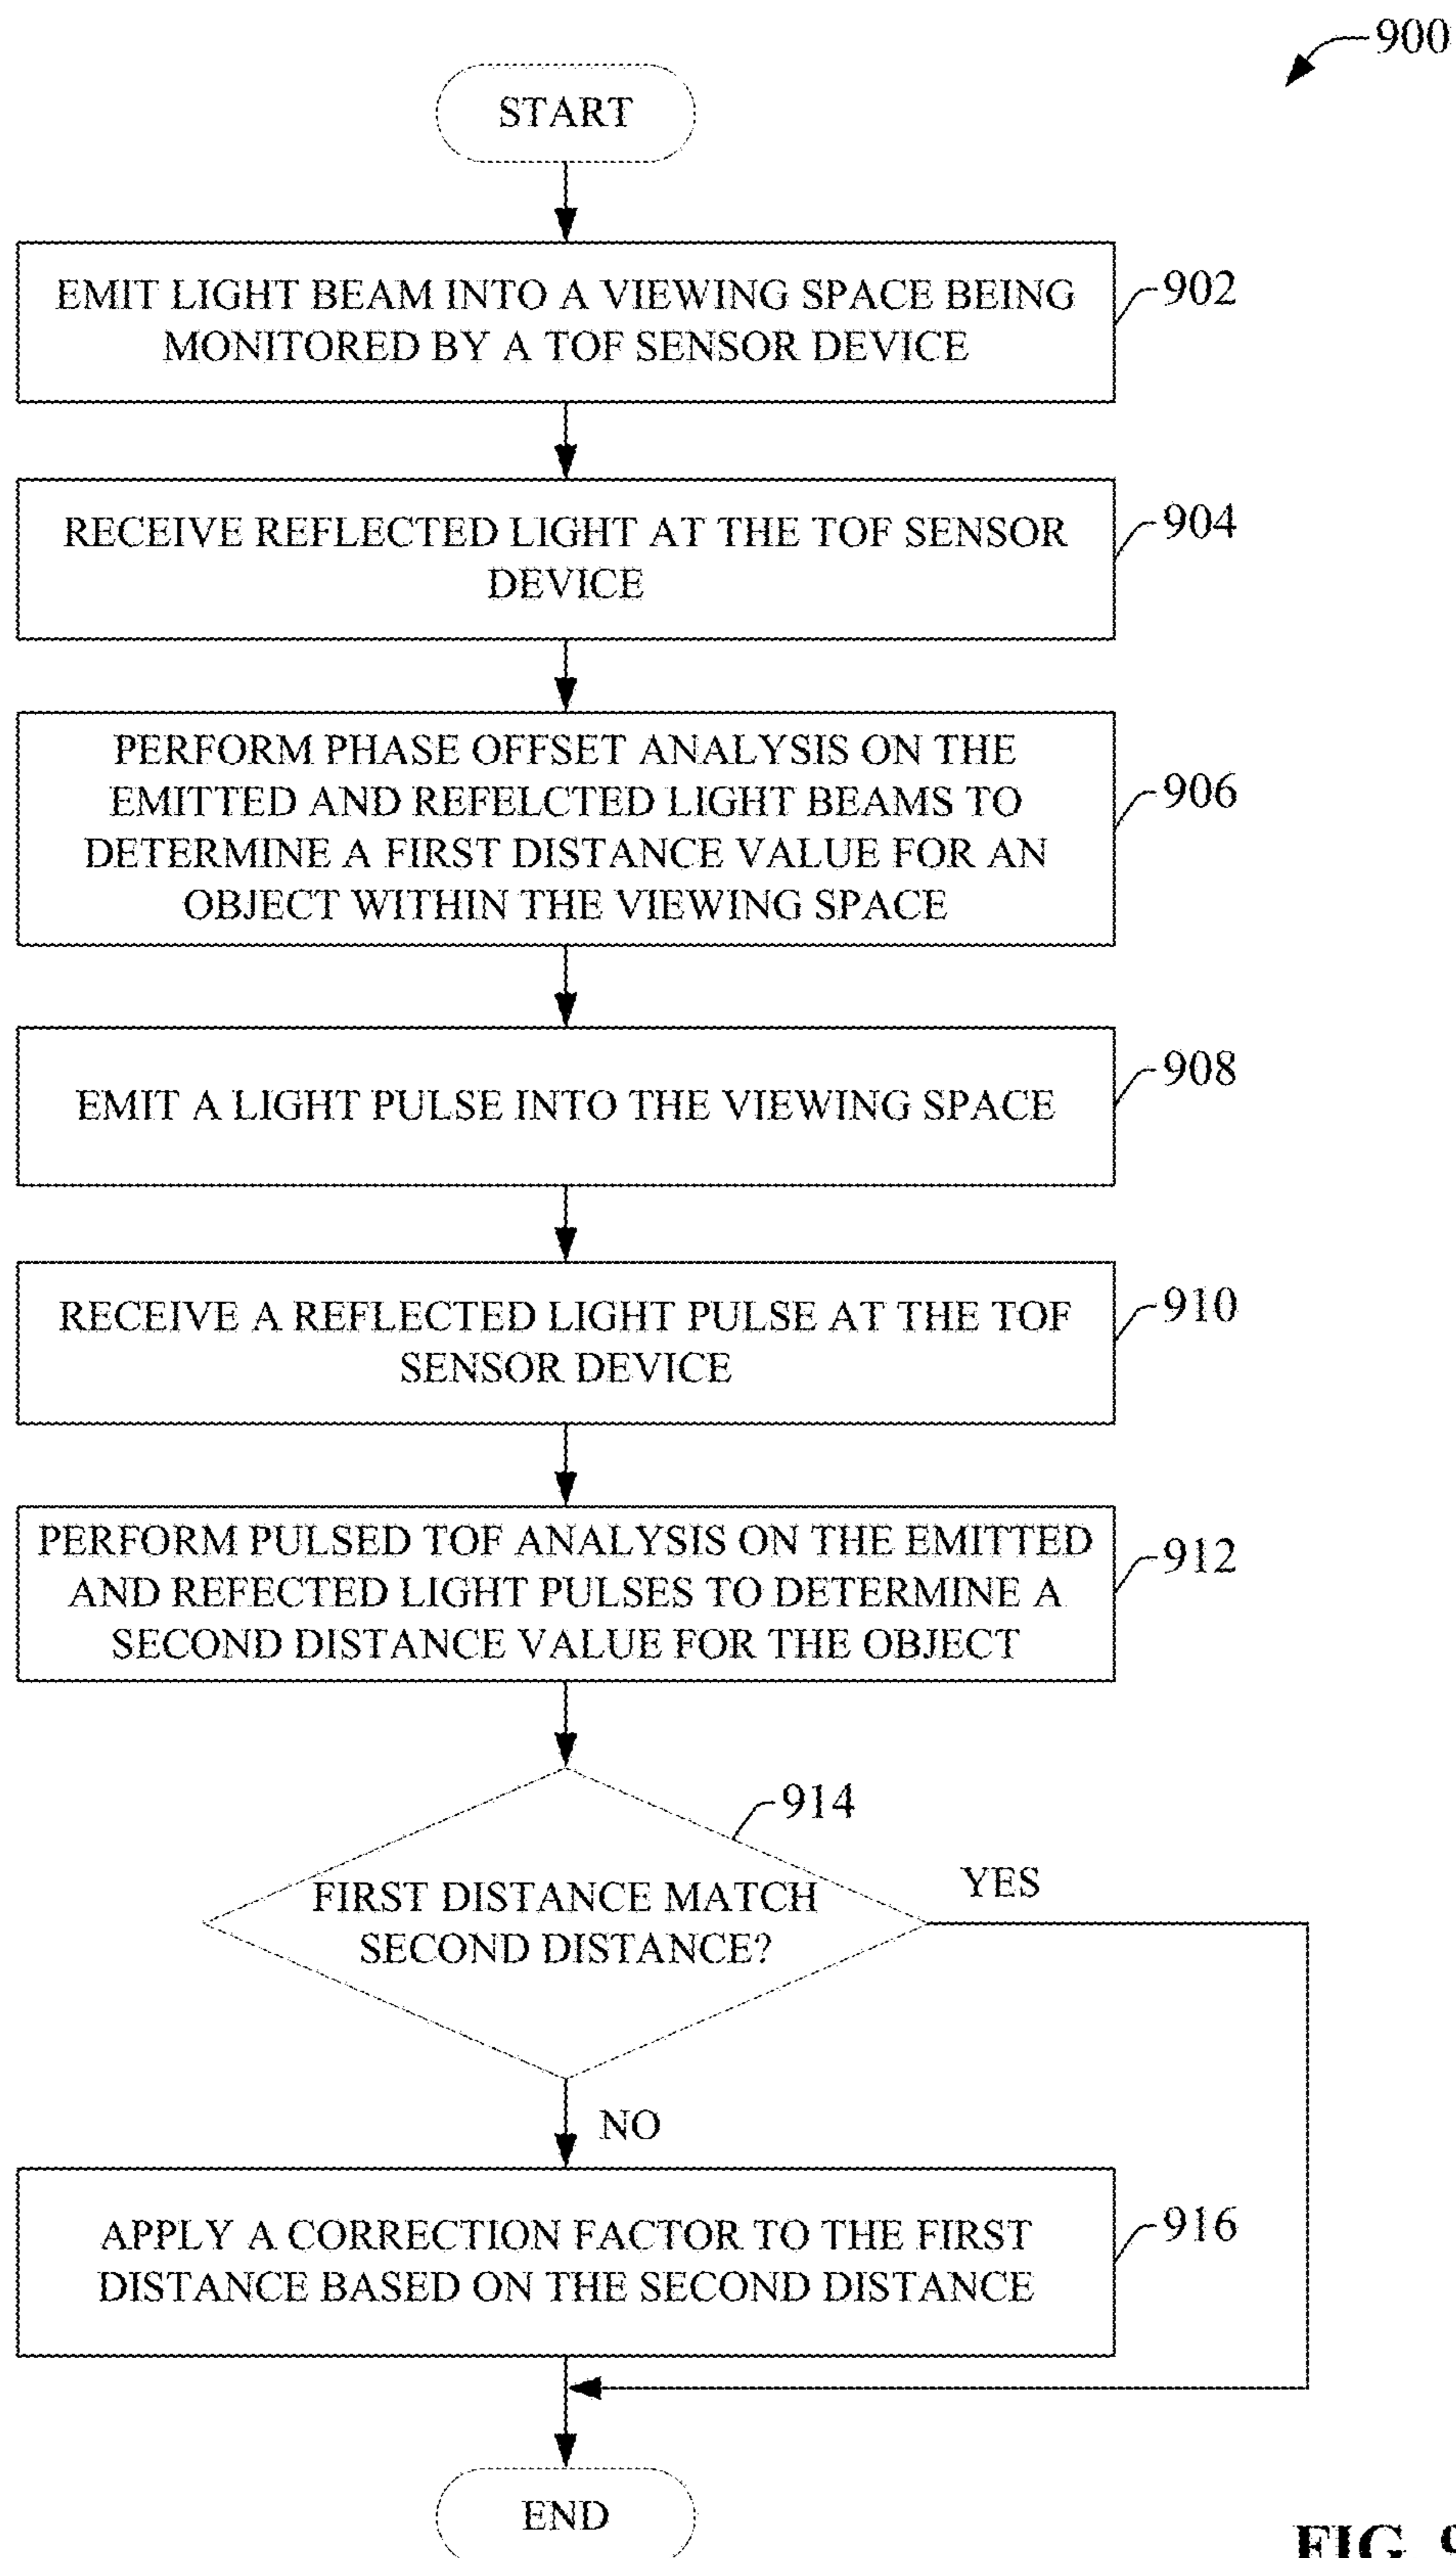 900
START
EMIT LIGHT BEAM INTO A VIEWING SPACE BEING
MONITORED BY A TOF SENSOR DEVICE
902
RECEIVE REFLECTED LIGHT AT THE TOF SENSOR
DEVICE
904
PERFORM PHASE OFFSET ANALYSIS ON THE
EMITTED AND REFELCTED LIGHT BEAMS TO
DETERMINE A FIRST DISTANCE VALUE FOR AN
OBJECT WITHIN THE VIEWING SPACE
906
EMIT A LIGHT PULSE INTO THE VIEWING SPACE
908
RECEIVE A REFLECTED LIGHT PULSE AT THE TOF
SENSOR DEVICE
910
PERFORM PULSED TOF ANALYSIS ON THE EMITTED
AND REFECTED LIGHT PULSES TO DETERMINE A
SECOND DISTANCE VALUE FOR THE OBJECT
912
914
FIRST DISTANCE MATCH
SECOND DISTANCE?
YES
NO
APPLY A CORRECTION FACTOR TO THE FIRST
DISTANCE BASED ON THE SECOND DISTANCE
916
END
FIG. 9